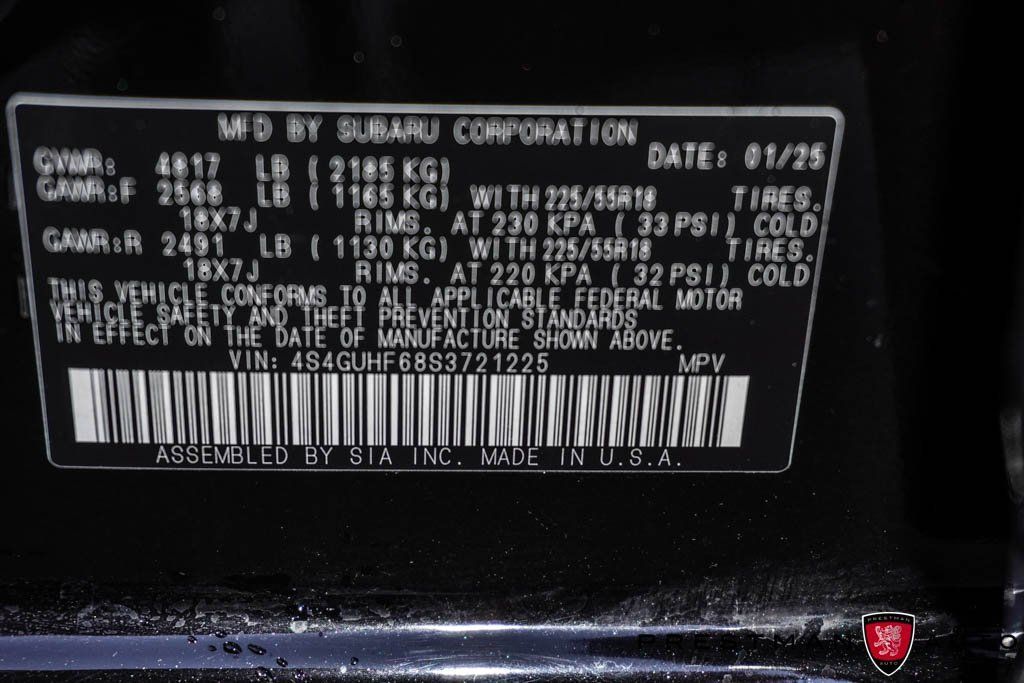 MFD BY SUBARU CORPORATION
DATE: 01/25
GVWR: 4817 LB ( 2185 KG)
GAWR:F 2568 LB ( 1165 KG) WITH 225/55R18 TIRES.
18X7J RIMS. AT 230 KPA ( 33 PSI) COLD
GAWR:R 2491 LB ( 1130 KG) WITH 225/55R18 TIRES.
18X7J RIMS. AT 220 KPA ( 32 PSI) COLD
THIS VEHICLE CONFORMS TO ALL APPLICABLE FEDERAL MOTOR
VEHICLE SAFETY AND THEFT PREVENTION STANDARDS
IN EFFECT ON THE DATE OF MANUFACTURE SHOWN ABOVE.
VIN: 4S4GUHF68S3721225 MPV
ASSEMBLED BY SIA INC. MADE IN U.S.A.
PRESTMAN
AUTO